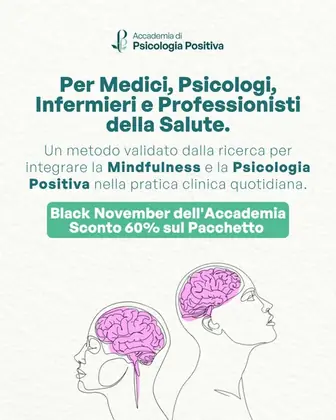 Accademia di
Psicologia Positiva
Per Medici, Psicologi,
Infermieri e Professionisti
della Salute.
Un metodo validato dalla ricerca per
integrare la Mindfulness e la Psicologia
Positiva nella pratica clinica quotidiana.
Black November dell'Accademia
Sconto 60% sul Pacchetto